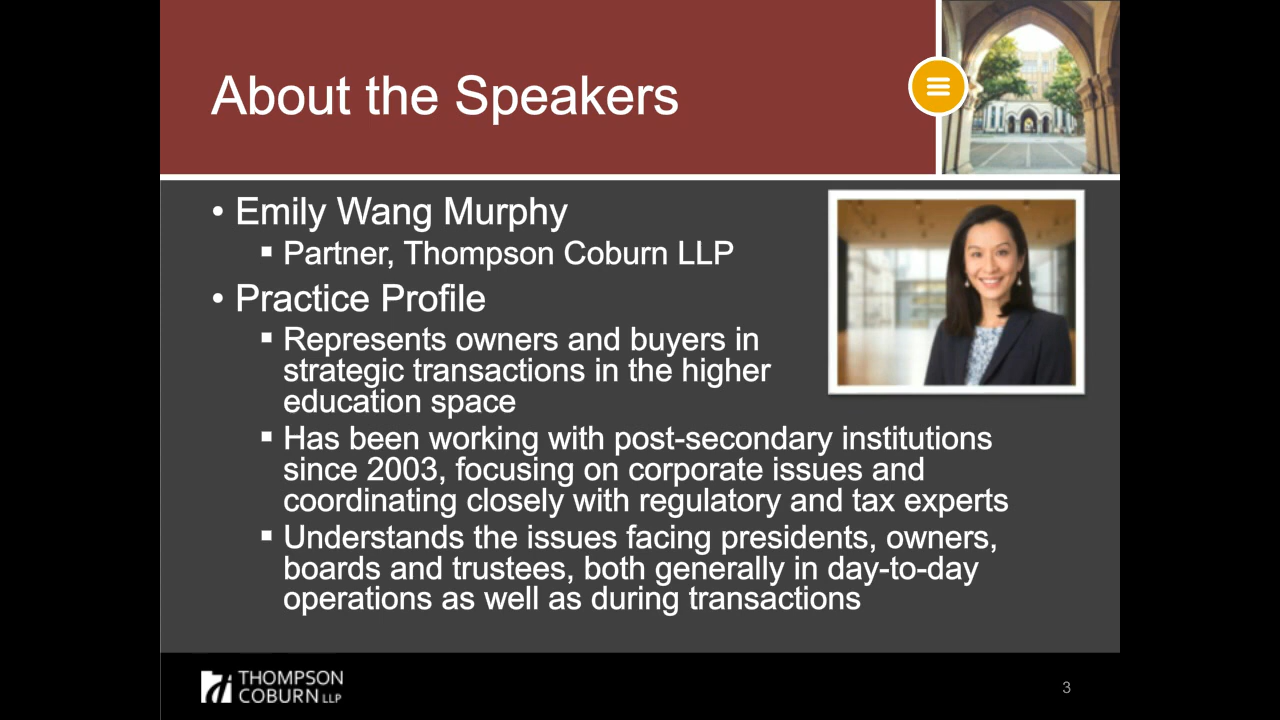 About the Speakers
• Emily Wang Murphy
▪ Partner, Thompson Coburn LLP
• Practice Profile
▪ Represents owners and buyers in
strategic transactions in the higher
education space
▪ Has been working with post-secondary institutions
since 2003, focusing on corporate issues and
coordinating closely with regulatory and tax experts
▪ Understands the issues facing presidents, owners,
boards and trustees, both generally in day-to-day
operations as well as during transactions
THOMPSON
COBURN LLP
3